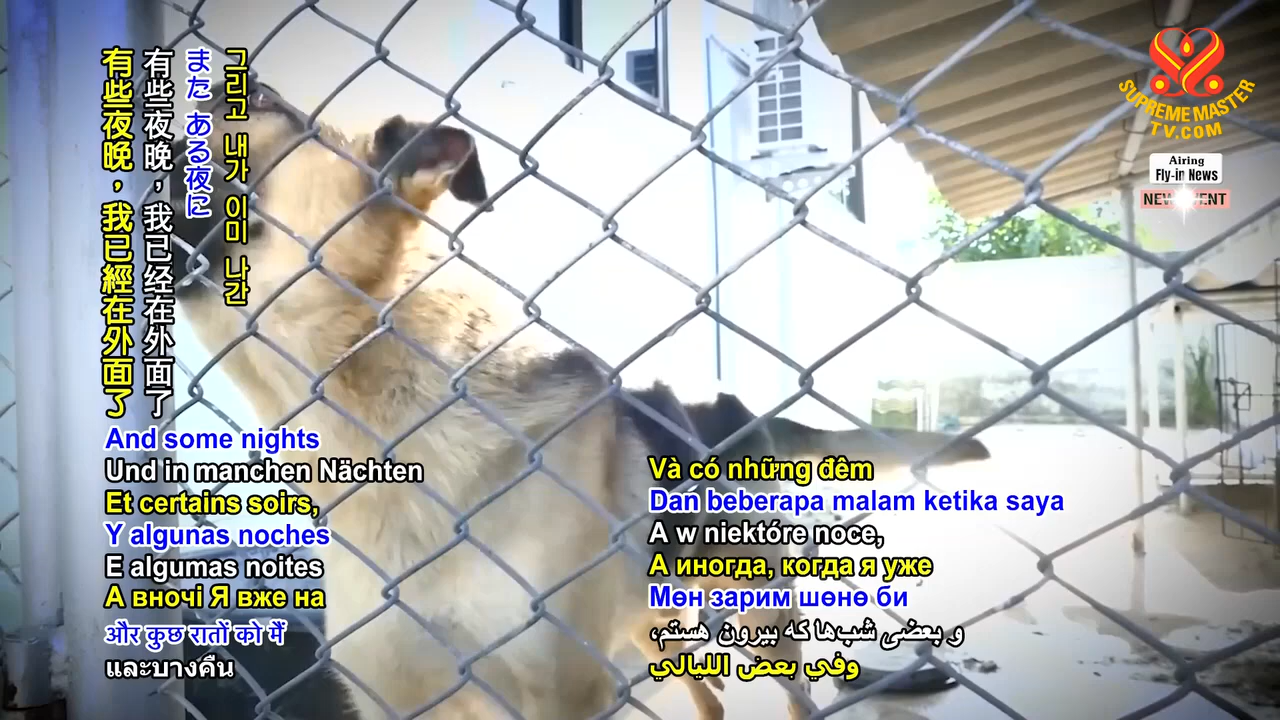 그리고 내가 이미 나간
また ある夜に
有些夜晚，我已经在外面了
有些夜晚，我已經在外面了
And some nights
Und in manchen Nächten
Et certains soirs,
Y algunas noches
E algumas noites
А вночі Я вже на
और कुछ रातों को मैं
และบางคืน
Và có những đêm
Dan beberapa malam ketika saya
A w niektóre noce,
А иногда, когда я уже
Мөн зарим шөнө би
و بعضی شب‌ها که بیرون هستم،
وفي بعض الليالي
SUPREME MASTER
TV.COM
Airing
Fly-in News